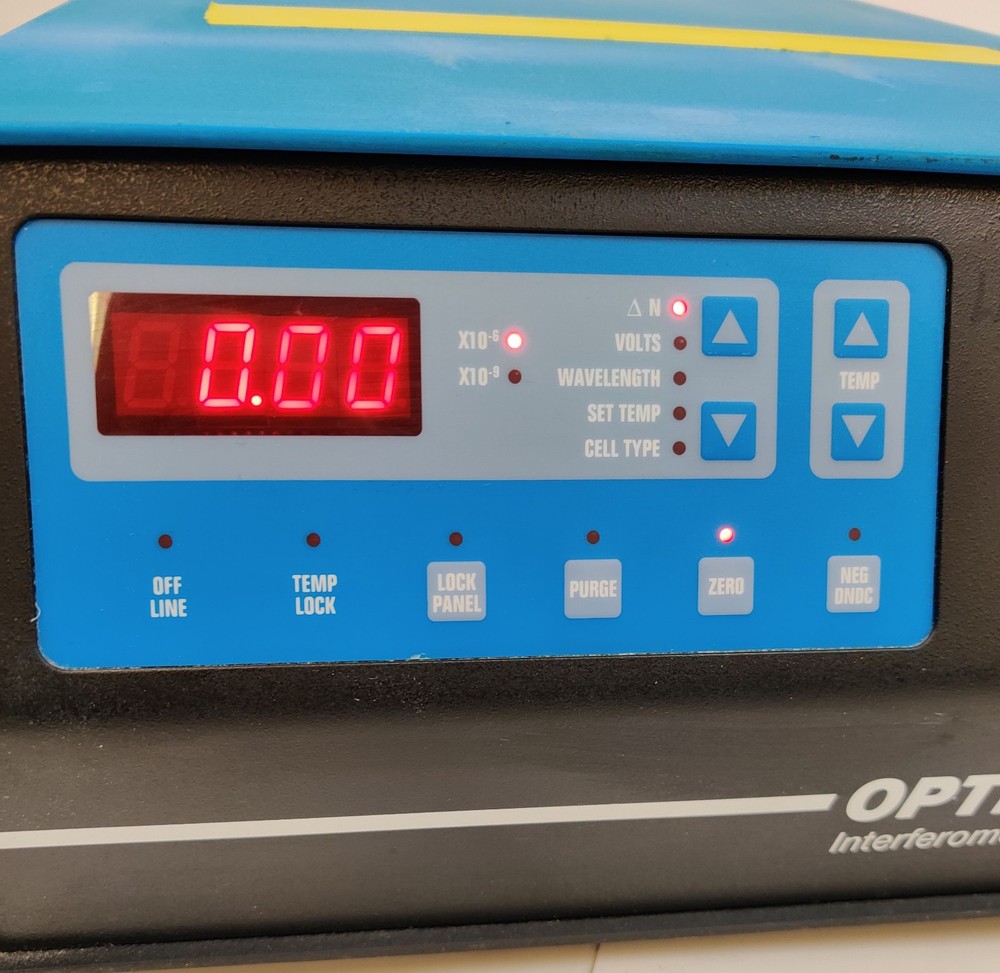 0.00
X10-6
X10-9
Δ N
VOLTS
WAVELENGTH
SET TEMP
CELL TYPE
TEMP
OFF
LINE
TEMP
LOCK
LOCK
PANEL
PURGE
ZERO
NEG
DNDC
OPTI
Interferom